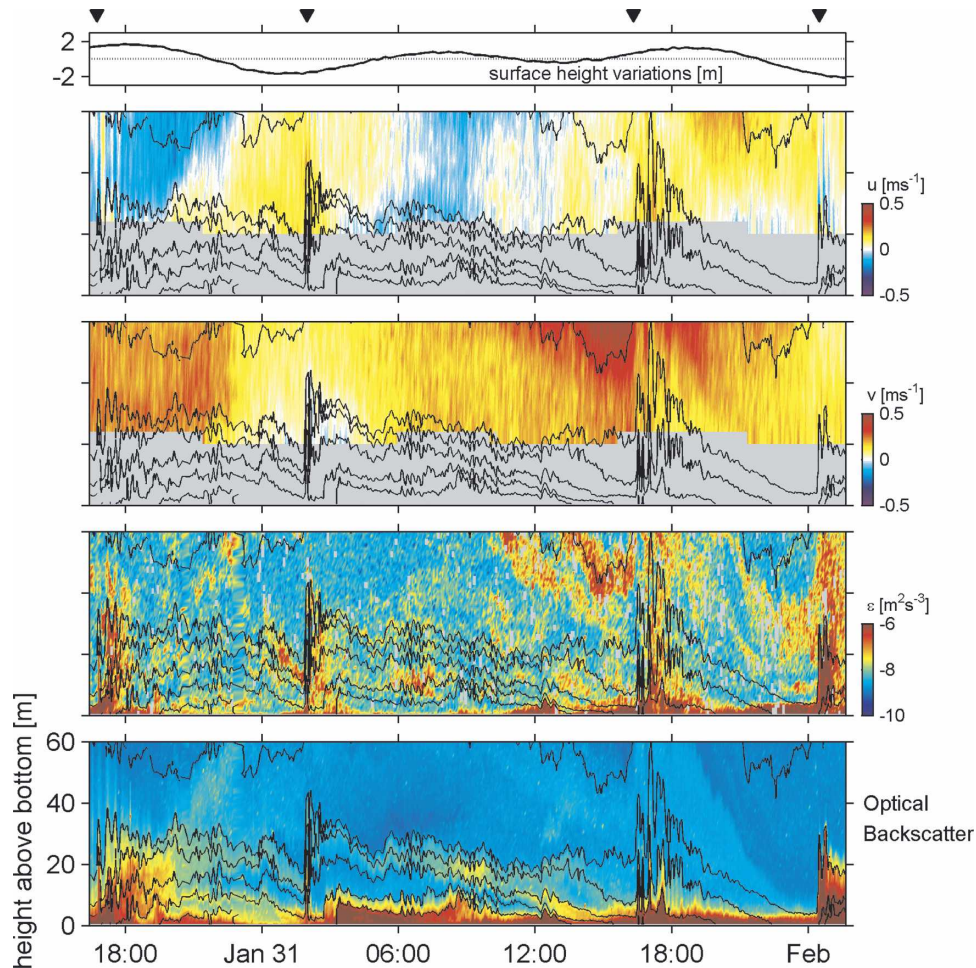 2
-2
surface height variations [m]
u [ms-1]
0.5
0
-0.5
v [ms-1]
0.5
0
-0.5
ε [m2s-3]
-6
-8
-10
height above bottom [m]
60
40
20
0
Optical
Backscatter
18:00 Jan 31 06:00 12:00 18:00 Feb